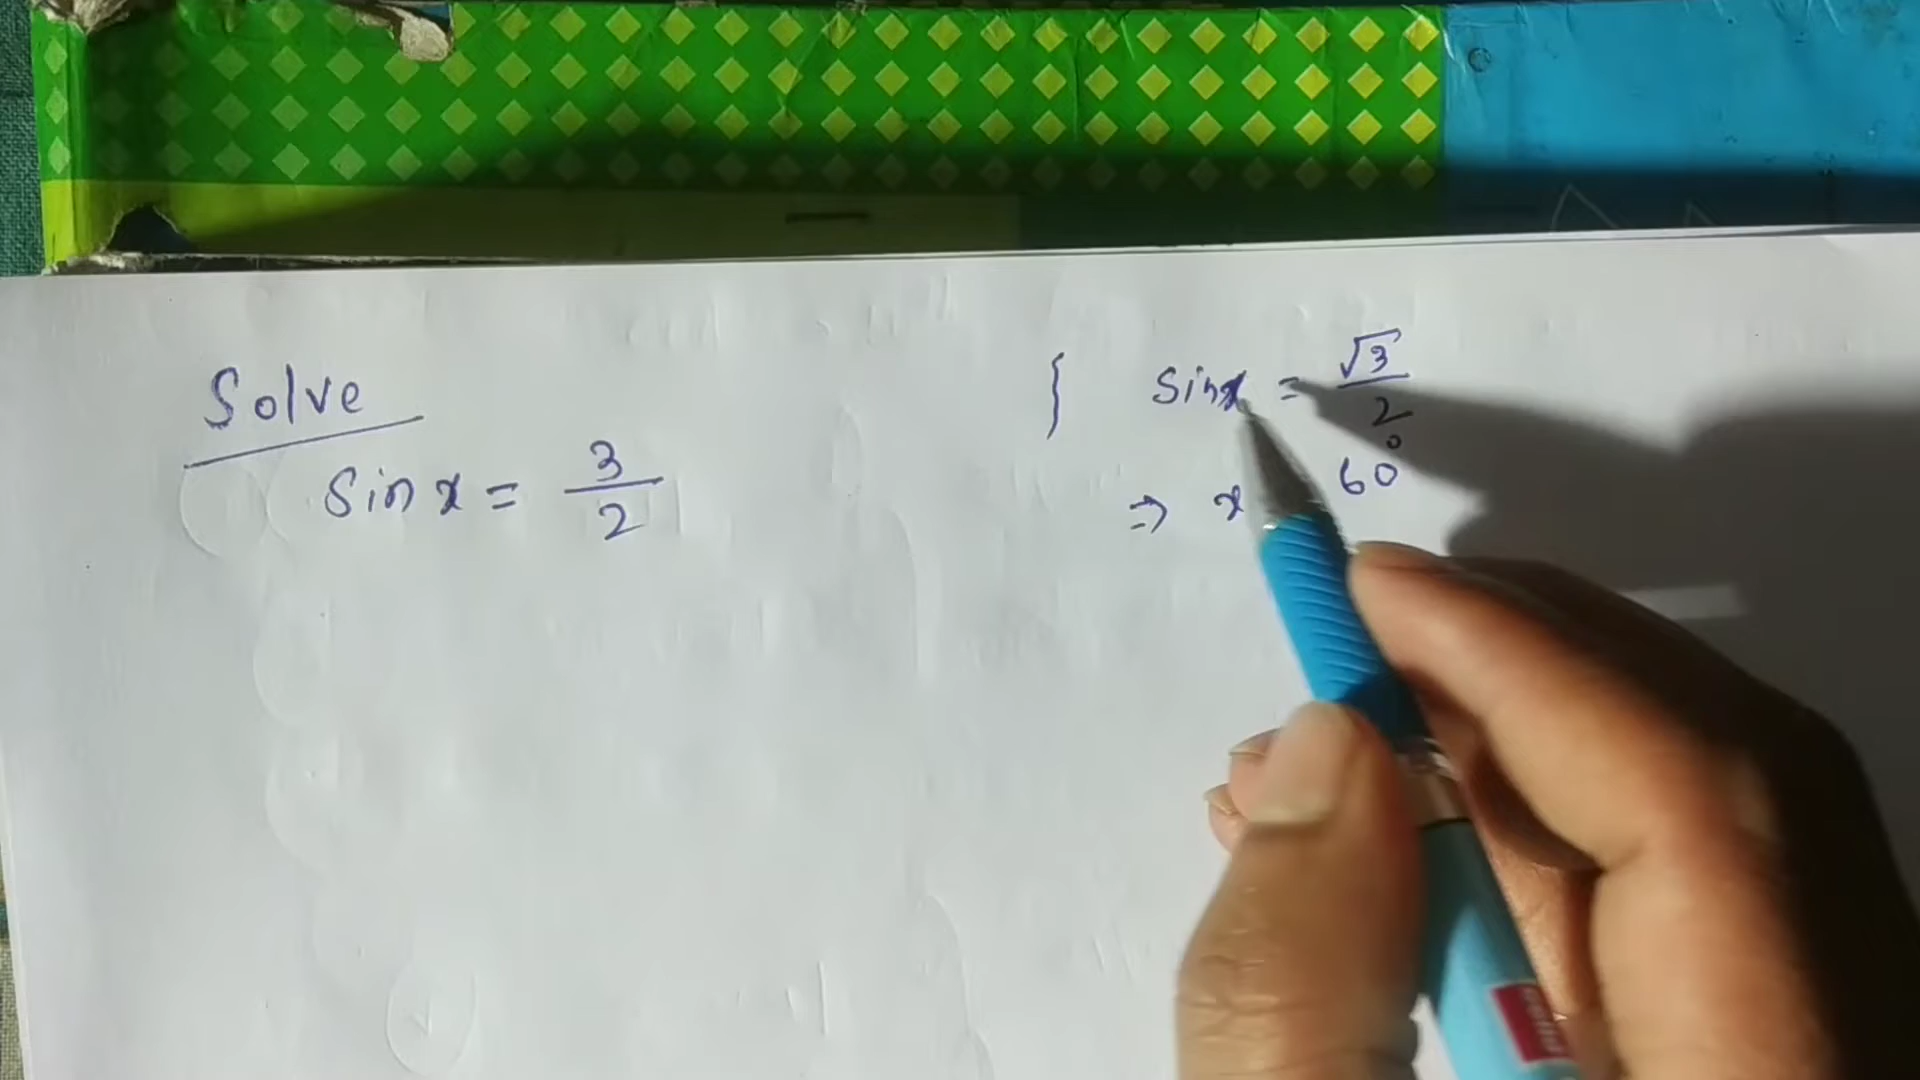 Solve
Sin x = 3/2
{ Sin x = √3/2
⇒ x 60°